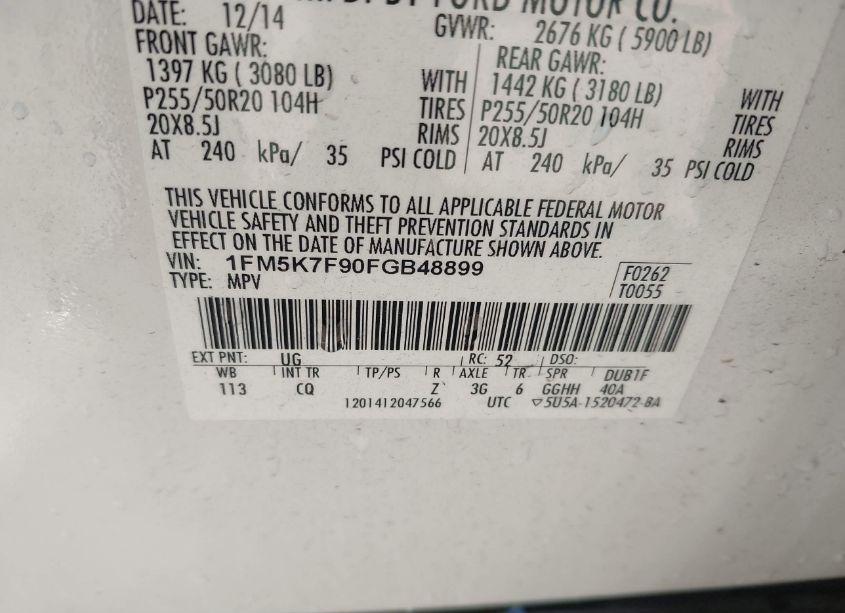 FORD MOTOR CO.
DATE: 12/14 GVWR: 2676 KG ( 5900 LB)
FRONT GAWR: REAR GAWR:
1397 KG ( 3080 LB) WITH 1442 KG ( 3180 LB) WITH
P255/50R20 104H TIRES P255/50R20 104H TIRES
20X8.5J RIMS 20X8.5J RIMS
AT 240 kPa/ 35 PSI COLD AT 240 kPa/ 35 PSI COLD
THIS VEHICLE CONFORMS TO ALL APPLICABLE FEDERAL MOTOR
VEHICLE SAFETY AND THEFT PREVENTION STANDARDS IN
EFFECT ON THE DATE OF MANUFACTURE SHOWN ABOVE.
VIN: 1FM5K7F90FGB48899 F0262
TYPE: MPV T0055
EXT PNT: UG RC: 52 DSO:
WB INT TR TP/PS R AXLE TR SPR DUB1F
113 CQ Z 3G 6 GGHH 40A
1201412047566 UTC ▽5U5A-1520472-BA